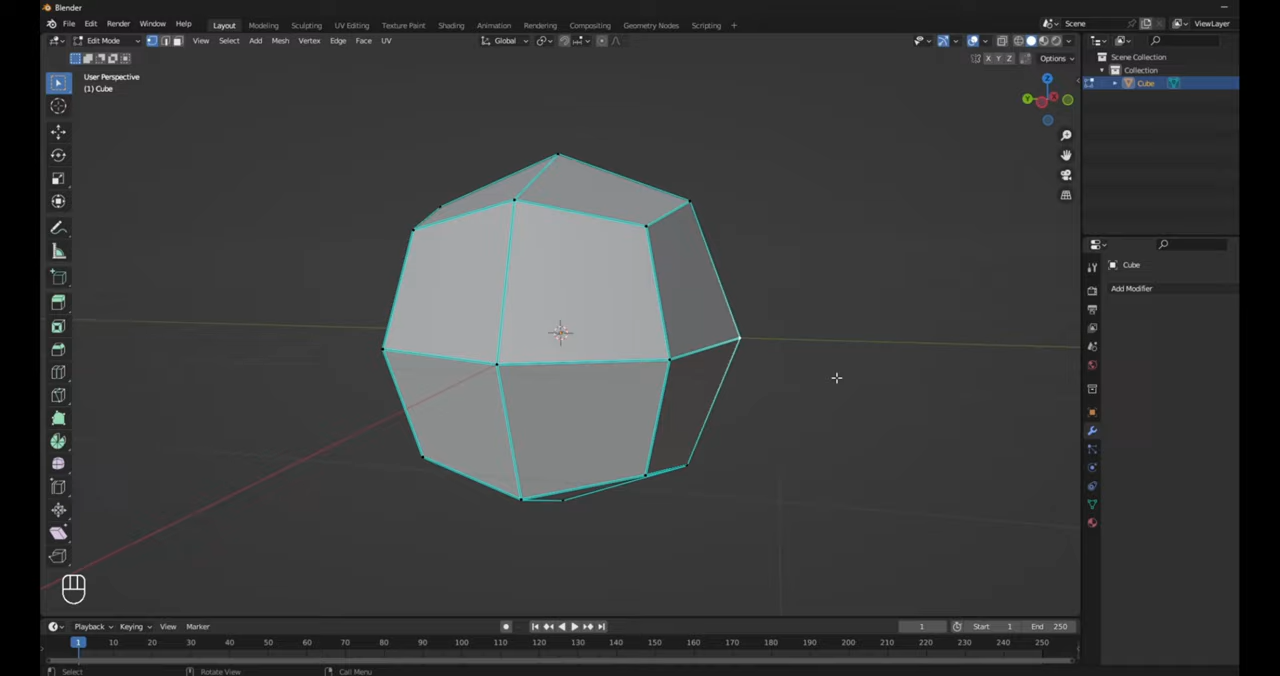 Blender
File Edit Render Window Help
Layout Modeling Sculpting UV Editing Texture Paint Shading Animation Rendering Compositing Geometry Nodes Scripting +
Scene
ViewLayer
Edit Mode View Select Add Mesh Vertex Edge Face UV
Global
X Y Z Options
User Perspective
(1) Cube
Z
Y
X
Scene Collection
Collection
Cube
Cube
Add Modifier
Playback Keying View Marker
1 Start 1 End 250
1 10 20 30 40 50 60 70 80 90 100 110 120 130 140 150 160 170 180 190 200 210 220 230 240 250
Select Rotate View Call Menu